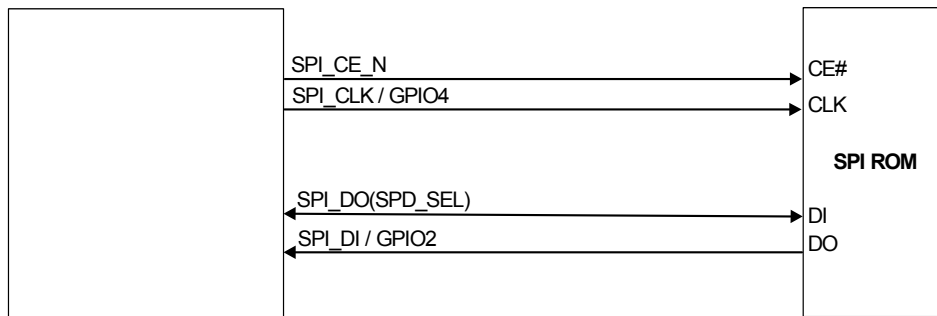 SPI_CE_N
CE#
SPI_CLK / GPIO4
CLK
SPI ROM
SPI_DO(SPD_SEL)
DI
SPI_DI / GPIO2
DO